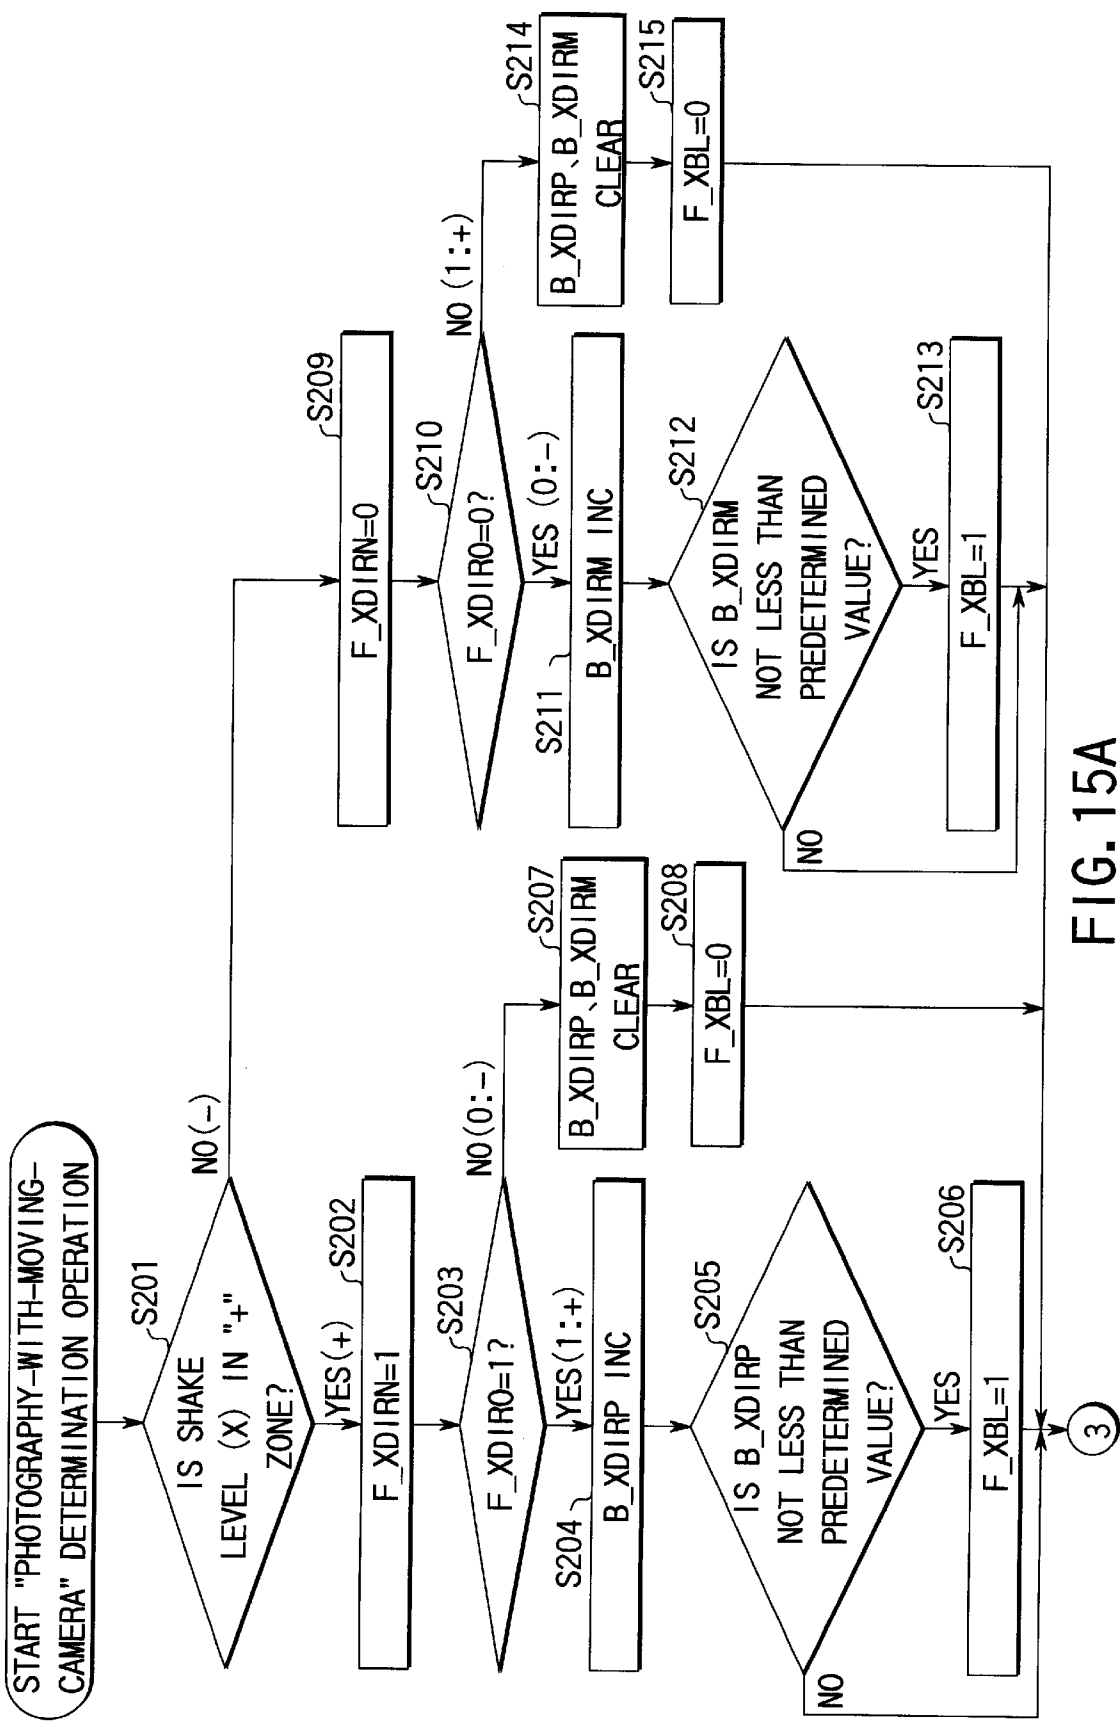 START "PHOTOGRAPHY-WITH-MOVING-
CAMERA" DETERMINATION OPERATION
S201
IS SHAKE
LEVEL (X) IN "+"
ZONE?
NO(-)
YES(+)
S202
F_XDIRN=1
S203
F_XDIRO=1?
NO(0:-)
YES(1:+)
S204
B_XDIRP INC
S205
IS B_XDIRP
NOT LESS THAN
PREDETERMINED
VALUE?
NO
YES
S206
F_XBL=1
S207
B_XDIRP、B_XDIRM
CLEAR
S208
F_XBL=0
S209
F_XDIRN=0
S210
F_XDIRO=0?
NO(1:+)
YES(0:-)
S211
B_XDIRM INC
S212
IS B_XDIRM
NOT LESS THAN
PREDETERMINED
VALUE?
NO
YES
S213
F_XBL=1
S214
B_XDIRP、B_XDIRM
CLEAR
S215
F_XBL=0
3
FIG. 15A